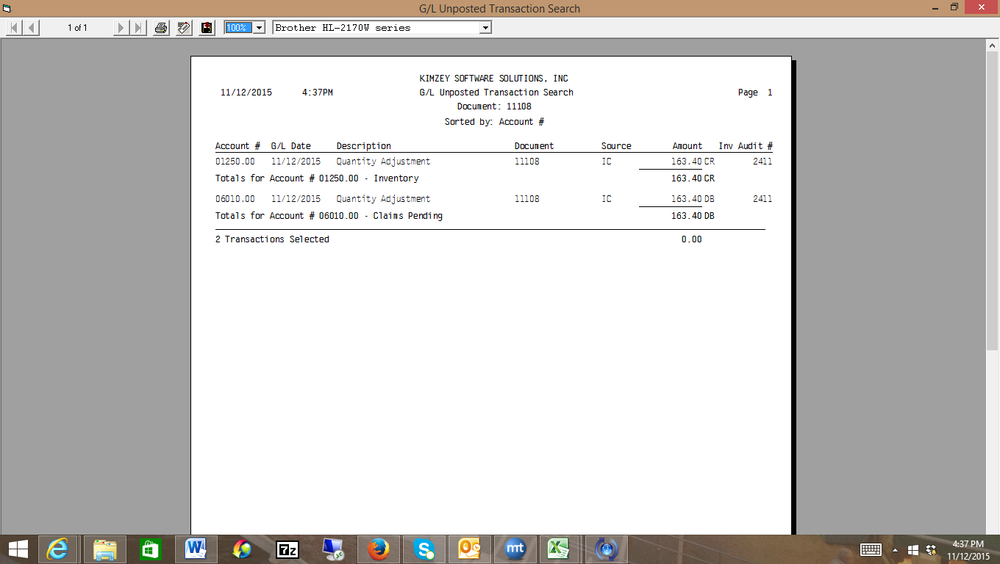 G/L Unposted Transaction Search
1 of 1
100%
Brother HL-2170W series
KIMZEY SOFTWARE SOLUTIONS, INC
11/12/2015 4:37PM G/L Unposted Transaction Search Page 1
Document: 11108
Sorted by: Account #
Account # G/L Date Description Document Source Amount Inv Audit #
01250.00 11/12/2015 Quantity Adjustment 11108 IC 163.40 CR 2411
Totals for Account # 01250.00 - Inventory 163.40 CR
06010.00 11/12/2015 Quantity Adjustment 11108 IC 163.40 DB 2411
Totals for Account # 06010.00 - Claims Pending 163.40 DB
2 Transactions Selected 0.00
7z
mt
4:37 PM
11/12/2015